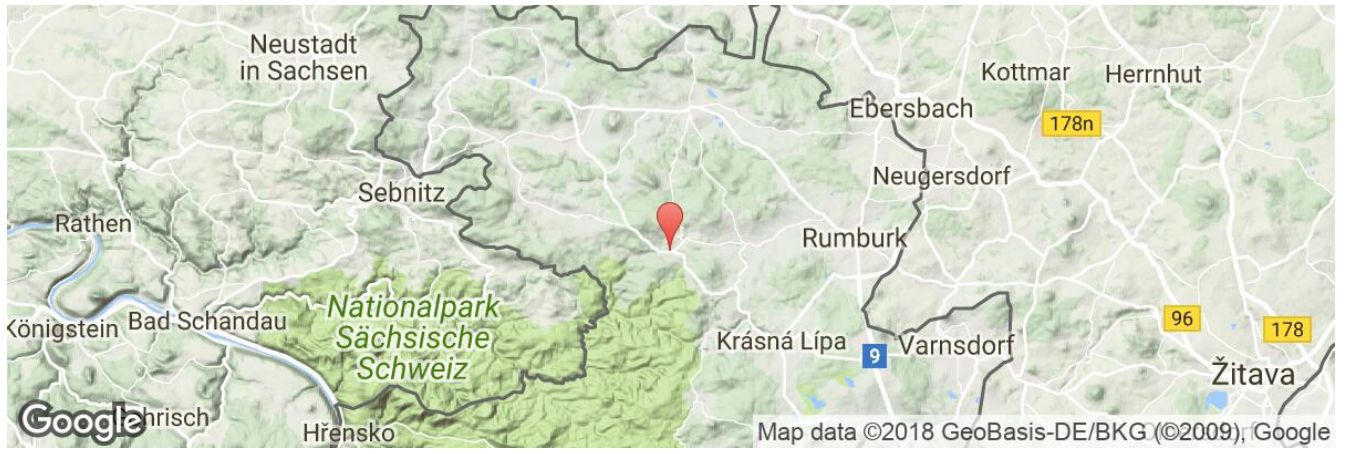 Neustadt
in Sachsen
Kottmar
Herrnhut
Ebersbach
178n
Neugersdorf
Sebnitz
Rathen
Rumburk
Nationalpark
Sächsische
Schweiz
Königstein
Bad Schandau
Krásná Lípa
9
Varnsdorf
96
178
Žitava
Google
Hřensko
Map data ©2018 GeoBasis-DE/BKG (©2009), Google